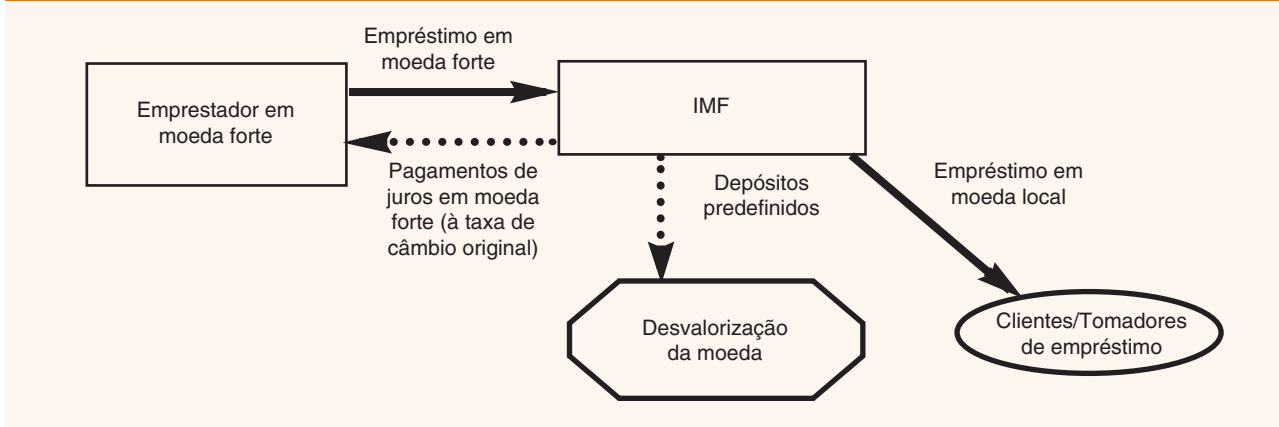 Empréstimo em
moeda forte
Emprestador em
moeda forte
IMF
Pagamentos de
juros em moeda
forte (à taxa de
câmbio original)
Depósitos
predefinidos
Empréstimo em
moeda local
Desvalorização
da moeda
Clientes/Tomadores
de empréstimo